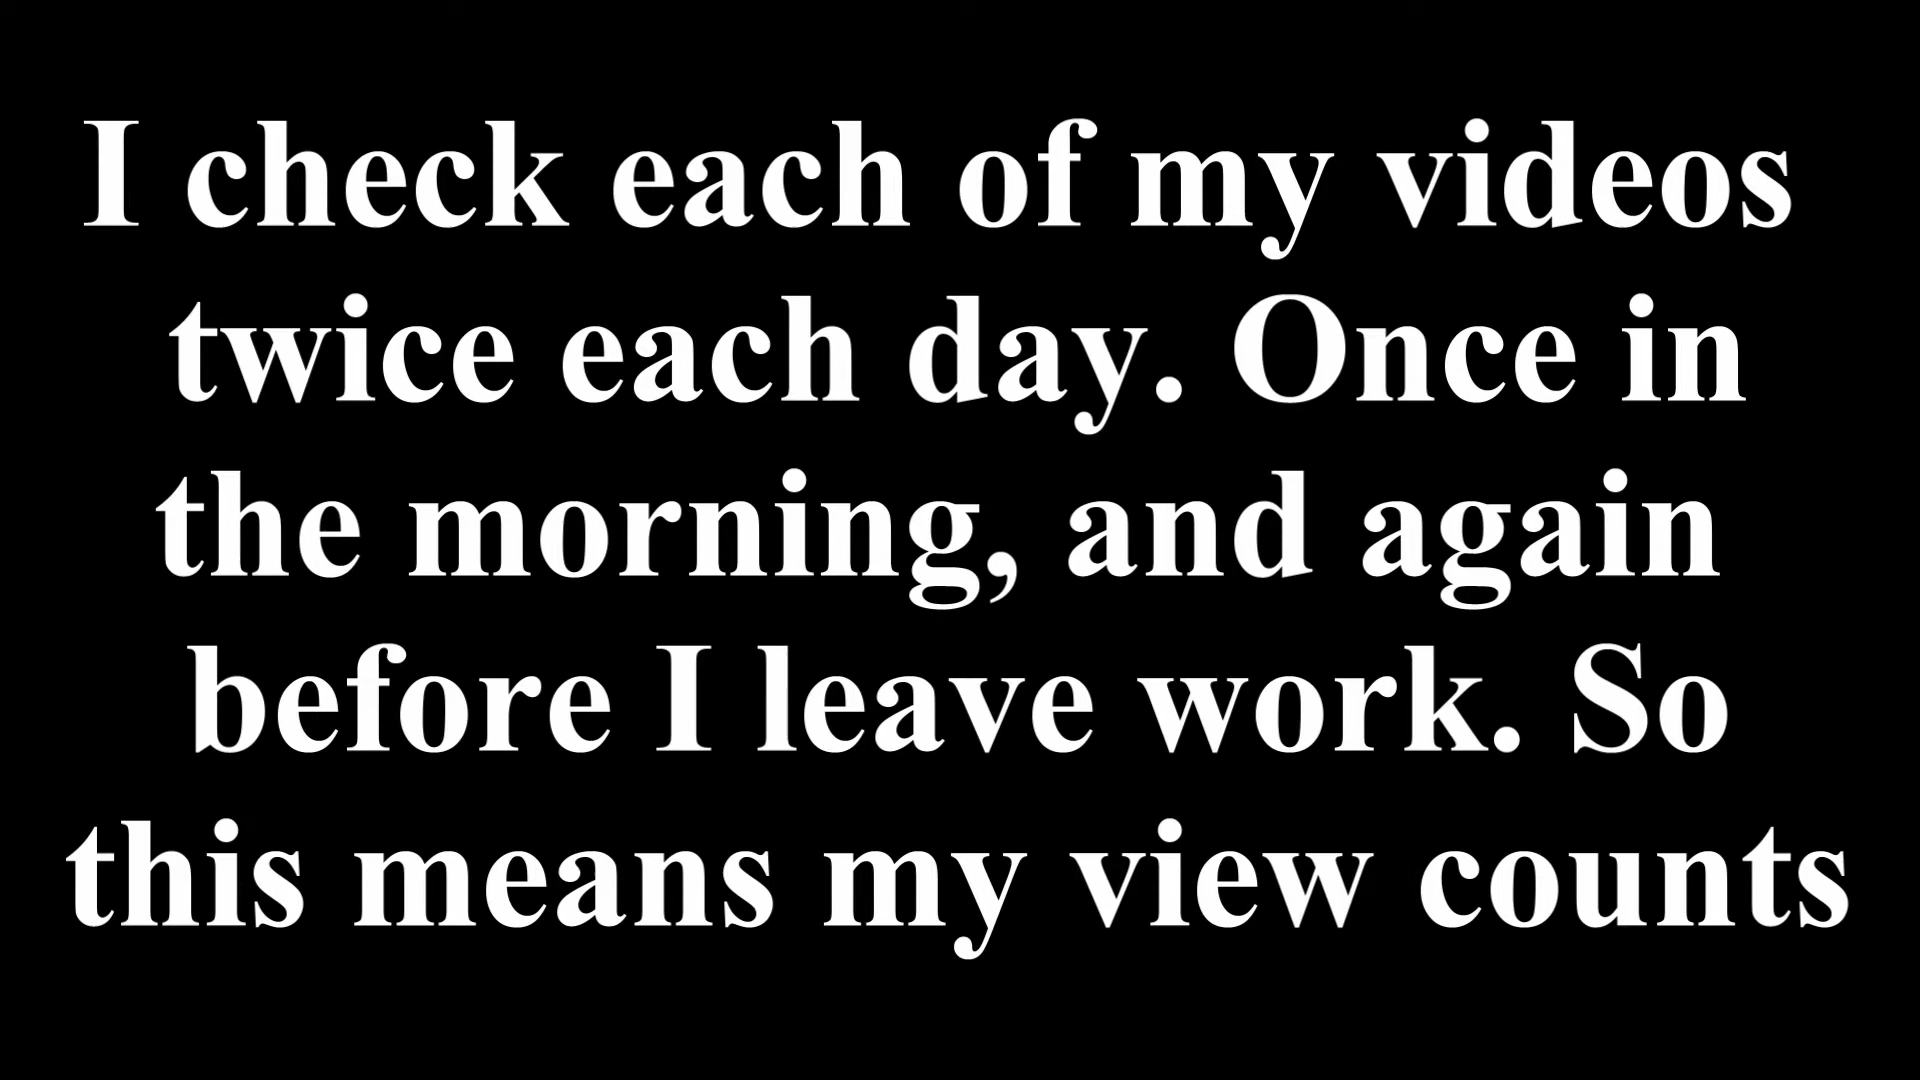 I check each of my videos
twice each day. Once in
the morning, and again
before I leave work. So
this means my view counts